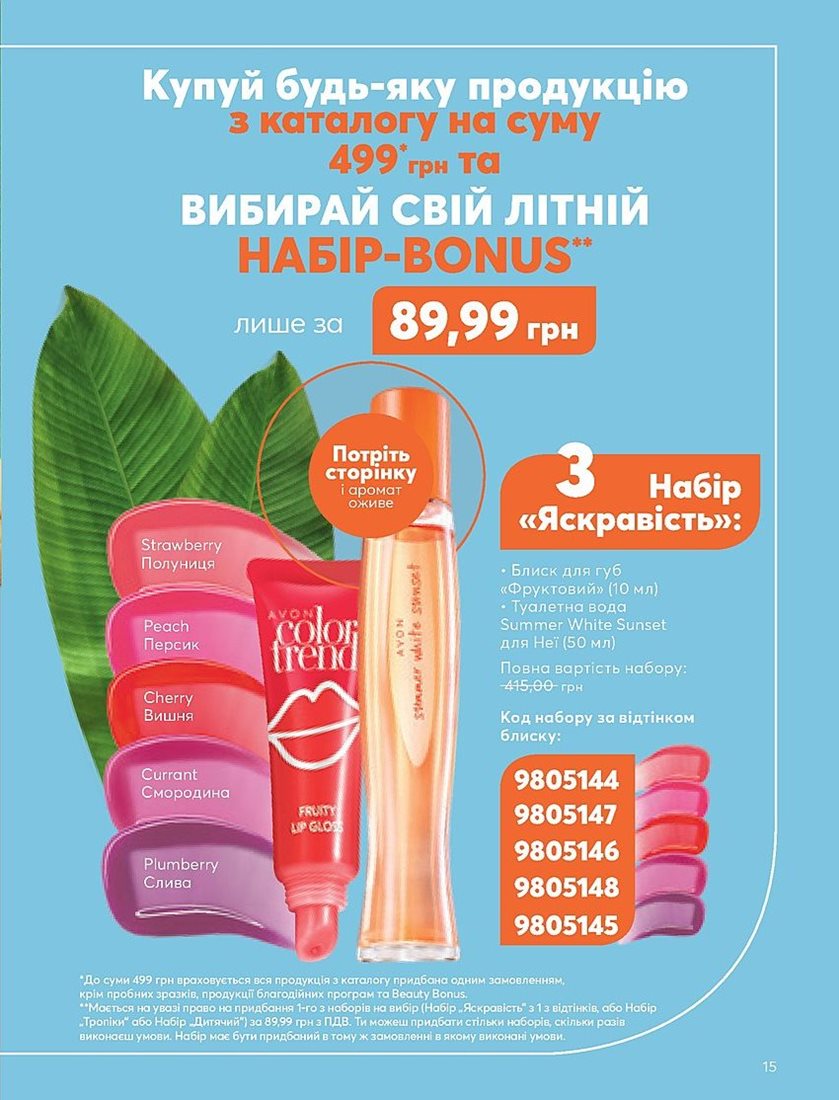 Купуй будь-яку продукцію
з каталогу на суму
499* грн та
ВИБИРАЙ СВІЙ ЛІТНІЙ
НАБІР-BONUS**
лише за 89,99 грн
Потріть
сторінку
і аромат
оживе
3 Набір
«Яскравість»:
Strawberry
Полуниця
Peach
Персик
Cherry
Вишня
Currant
Смородина
Plumberry
Слива
AVON
color
trend
FRUITY
LIP GLOSS
AVON
summer white sunset
• Блиск для губ
«Фруктовий» (10 мл)
• Туалетна вода
Summer White Sunset
для Неї (50 мл)
Повна вартість набору:
415,00 грн
Код набору за відтінком
блиску:
9805144
9805147
9805146
9805148
9805145
*До суми 499 грн враховується вся продукція з каталогу придбана одним замовленням,
крім пробних зразків, продукції благодійних програм та Beauty Bonus.
**Мається на увазі право на придбання 1-го з наборів на вибір (Набір „Яскравість" з 1 з відтінків, або Набір
„Тропіки" або Набір „Дитячий") за 89,99 грн з ПДВ. Ти можеш придбати стільки наборів, скільки разів
виконаєш умови. Набір має бути придбаний в тому ж замовленні в якому виконані умови.
15